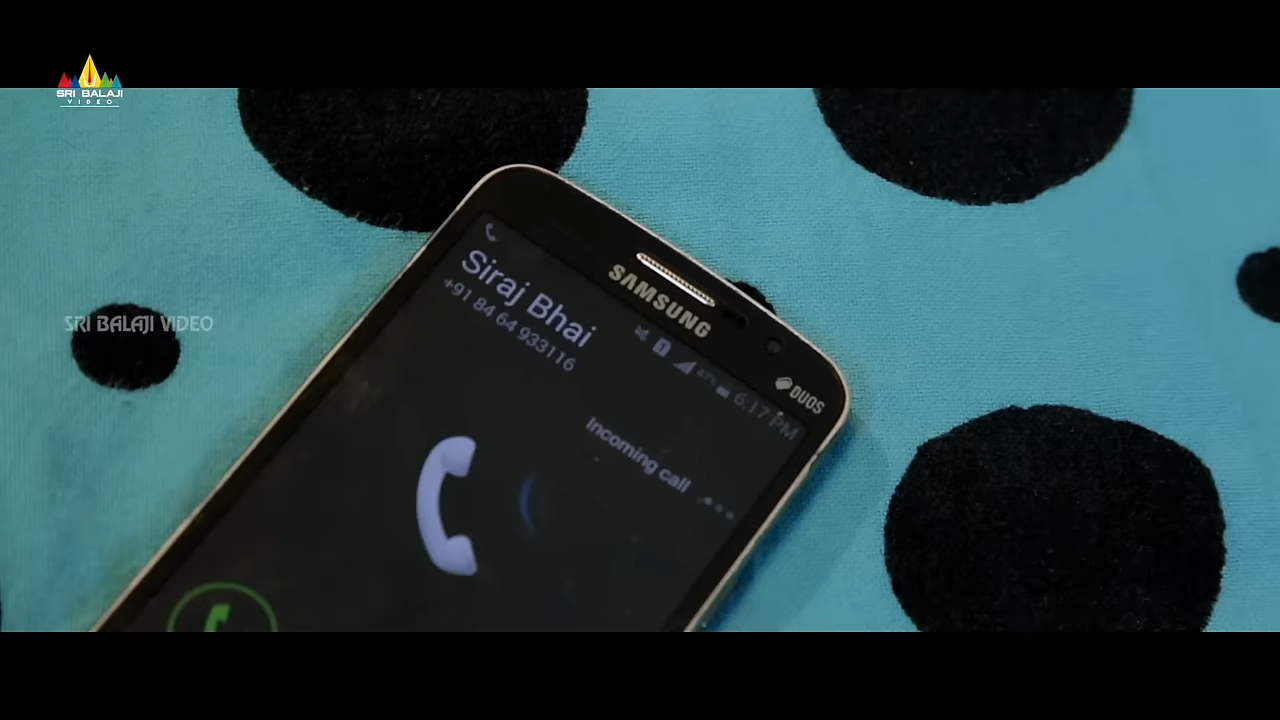 SRI BALAJI
VIDEO
SRI BALAJI VIDEO
SAMSUNG
DUOS
47% 6:17 PM
Siraj Bhai
+91 84 64 933116
Incoming call